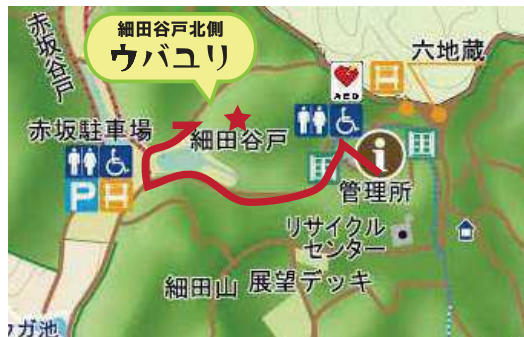 細田谷戸北側
ウバユリ
赤坂谷戸
六地蔵
AED
H
赤坂駐車場
細田谷戸
i
P H
管理所
リサイクル
センター
細田山 展望デッキ
ウガ池